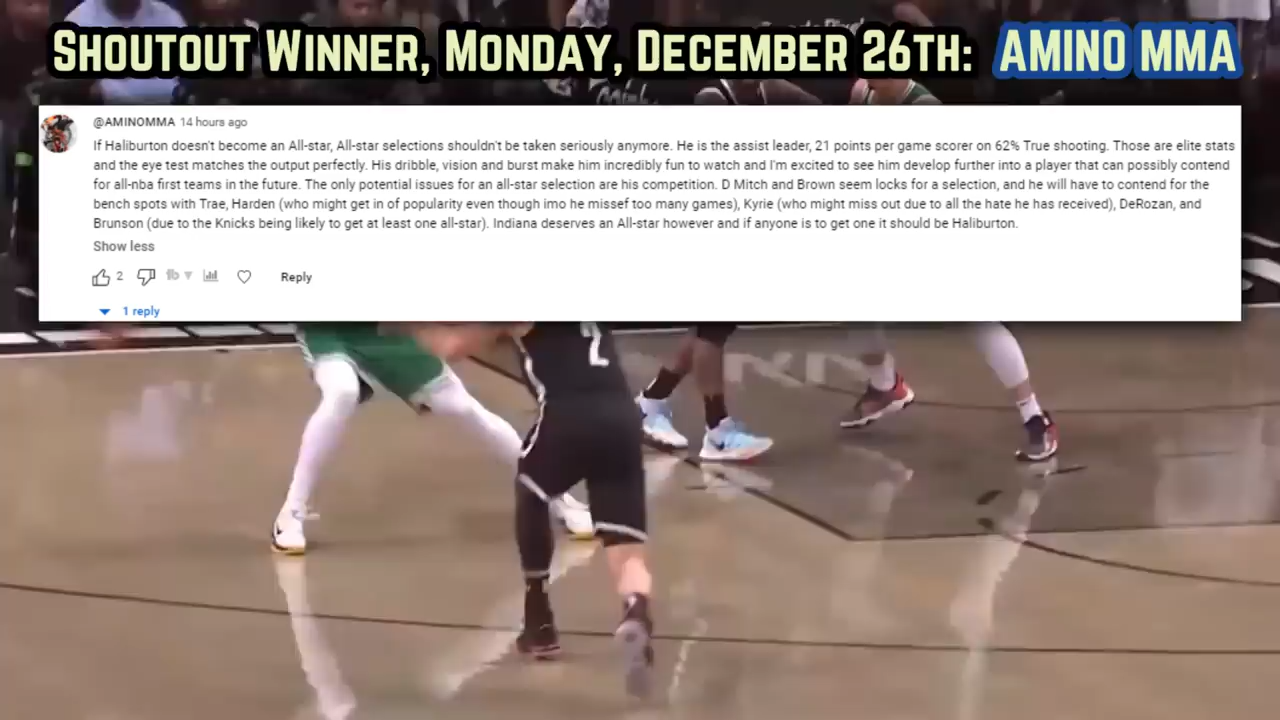 SHOUTOUT WINNER, MONDAY, DECEMBER 26TH: AMINO MMA
@AMINOMMA 14 hours ago
If Haliburton doesn't become an All-star, All-star selections shouldn't be taken seriously anymore. He is the assist leader, 21 points per game scorer on 62% True shooting. Those are elite stats
and the eye test matches the output perfectly. His dribble, vision and burst make him incredibly fun to watch and I'm excited to see him develop further into a player that can possibly contend
for all-nba first teams in the future. The only potential issues for an all-star selection are his competition. D Mitch and Brown seem locks for a selection, and he will have to contend for the
bench spots with Trae, Harden (who might get in of popularity even though imo he missef too many games), Kyrie (who might miss out due to all the hate he has received), DeRozan, and
Brunson (due to the Knicks being likely to get at least one all-star). Indiana deserves an All-star however and if anyone is to get one it should be Haliburton.
Show less
2 Reply
1 reply
2